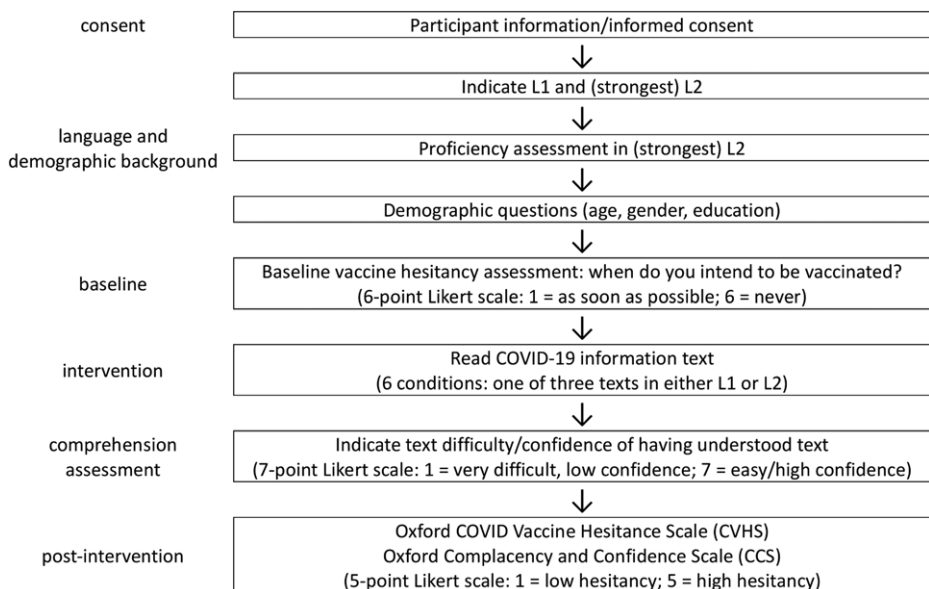 consent
Participant information/informed consent
Indicate L1 and (strongest) L2
language and
demographic background
Proficiency assessment in (strongest) L2
Demographic questions (age, gender, education)
baseline
Baseline vaccine hesitancy assessment: when do you intend to be vaccinated?
(6-point Likert scale: 1 = as soon as possible; 6 = never)
intervention
Read COVID-19 information text
(6 conditions: one of three texts in either L1 or L2)
comprehension
assessment
Indicate text difficulty/confidence of having understood text
(7-point Likert scale: 1 = very difficult, low confidence; 7 = easy/high confidence)
post-intervention
Oxford COVID Vaccine Hesitance Scale (CVHS)
Oxford Complacency and Confidence Scale (CCS)
(5-point Likert scale: 1 = low hesitancy; 5 = high hesitancy)